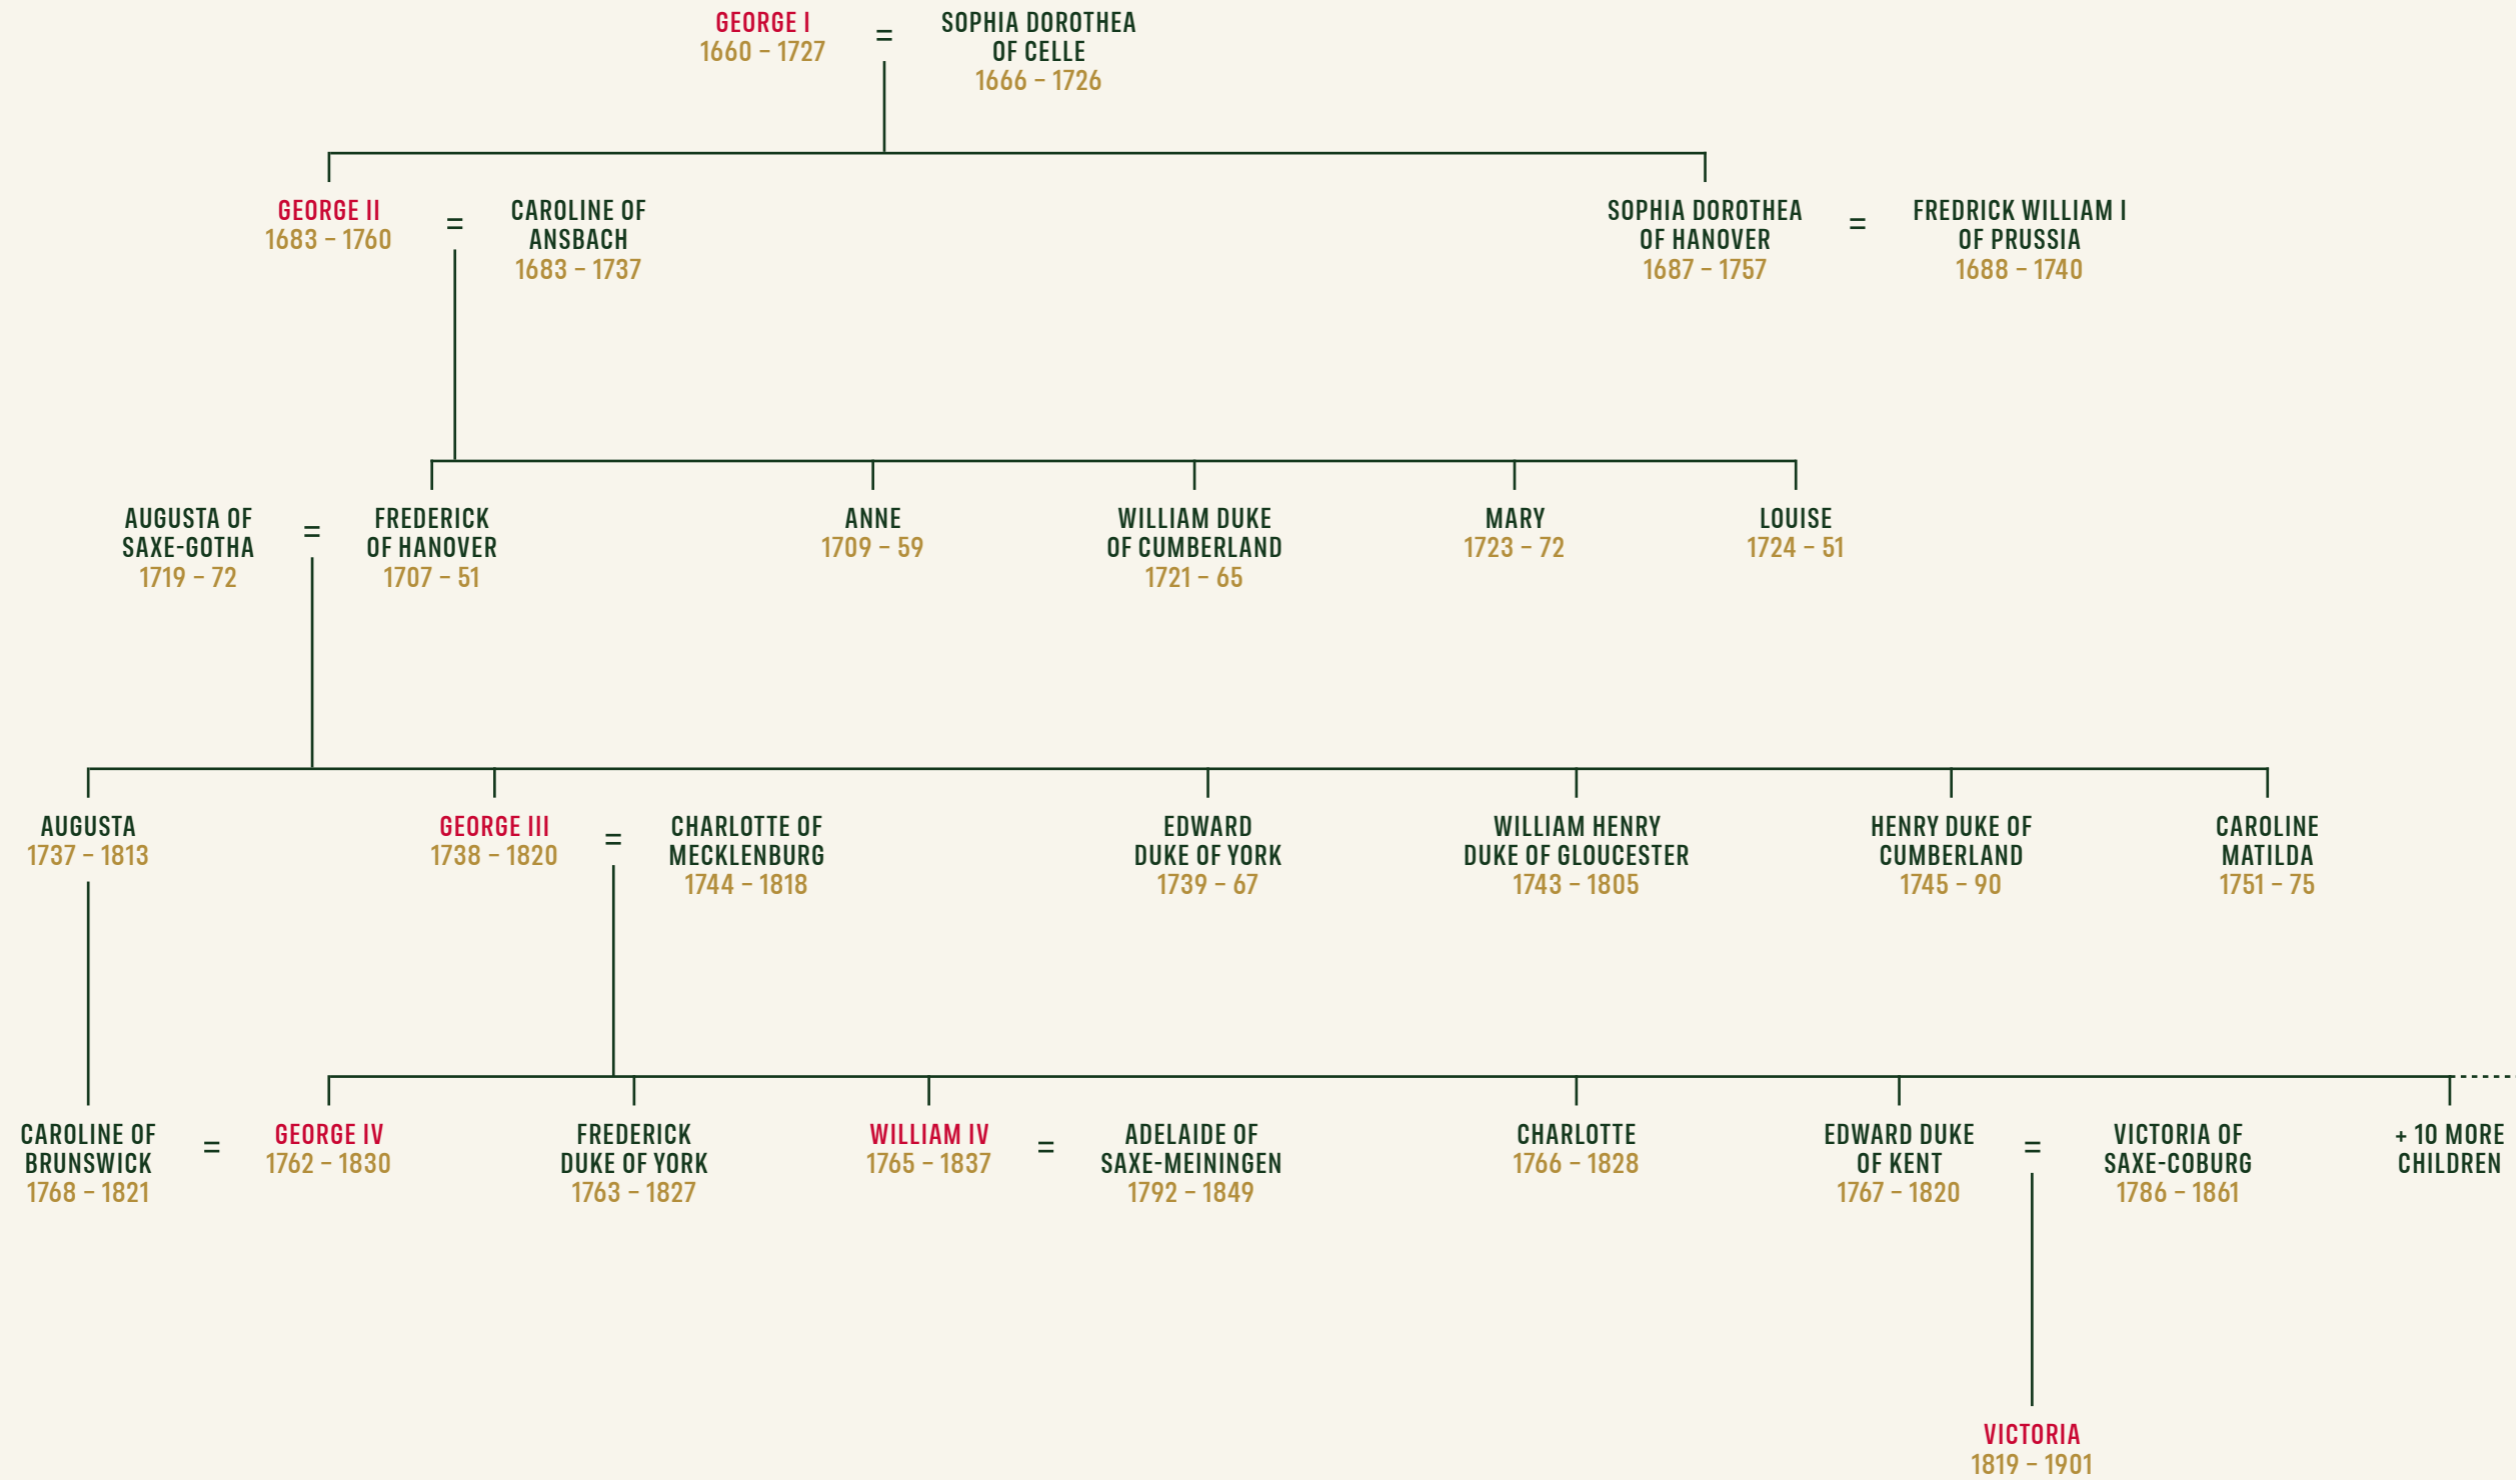 GEORGE I
1660 – 1727
=
SOPHIA DOROTHEA
OF CELLE
1666 – 1726
GEORGE II
1683 – 1760
=
CAROLINE OF
ANSBACH
1683 – 1737
SOPHIA DOROTHEA
OF HANOVER
1687 – 1757
=
FREDRICK WILLIAM I
OF PRUSSIA
1688 – 1740
AUGUSTA OF
SAXE-GOTHA
1719 – 72
=
FREDERICK
OF HANOVER
1707 – 51
ANNE
1709 – 59
WILLIAM DUKE
OF CUMBERLAND
1721 – 65
MARY
1723 – 72
LOUISE
1724 – 51
AUGUSTA
1737 – 1813
GEORGE III
1738 – 1820
=
CHARLOTTE OF
MECKLENBURG
1744 – 1818
EDWARD
DUKE OF YORK
1739 – 67
WILLIAM HENRY
DUKE OF GLOUCESTER
1743 – 1805
HENRY DUKE OF
CUMBERLAND
1745 – 90
CAROLINE
MATILDA
1751 – 75
CAROLINE OF
BRUNSWICK
1768 – 1821
=
GEORGE IV
1762 – 1830
FREDERICK
DUKE OF YORK
1763 – 1827
WILLIAM IV
1765 – 1837
=
ADELAIDE OF
SAXE-MEININGEN
1792 – 1849
CHARLOTTE
1766 – 1828
EDWARD DUKE
OF KENT
1767 – 1820
=
VICTORIA OF
SAXE-COBURG
1786 – 1861
+ 10 MORE
CHILDREN
VICTORIA
1819 – 1901